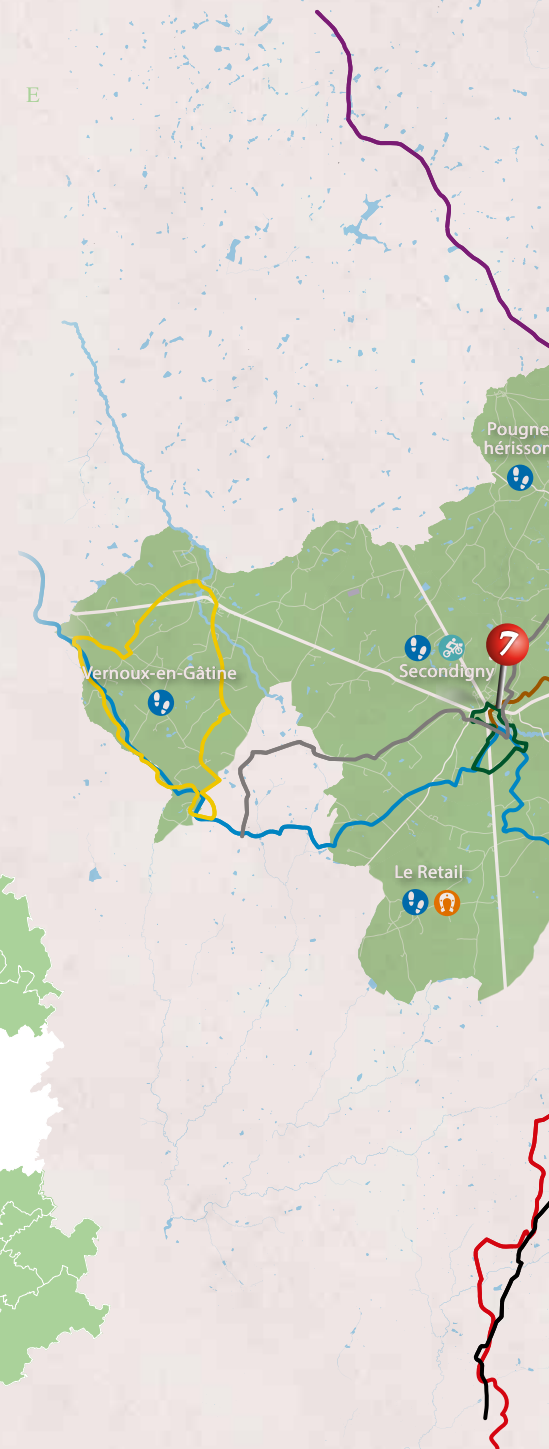 E
Pougne
hérisson
7
Secondigny
Vernoux-en-Gâtine
Le Retail